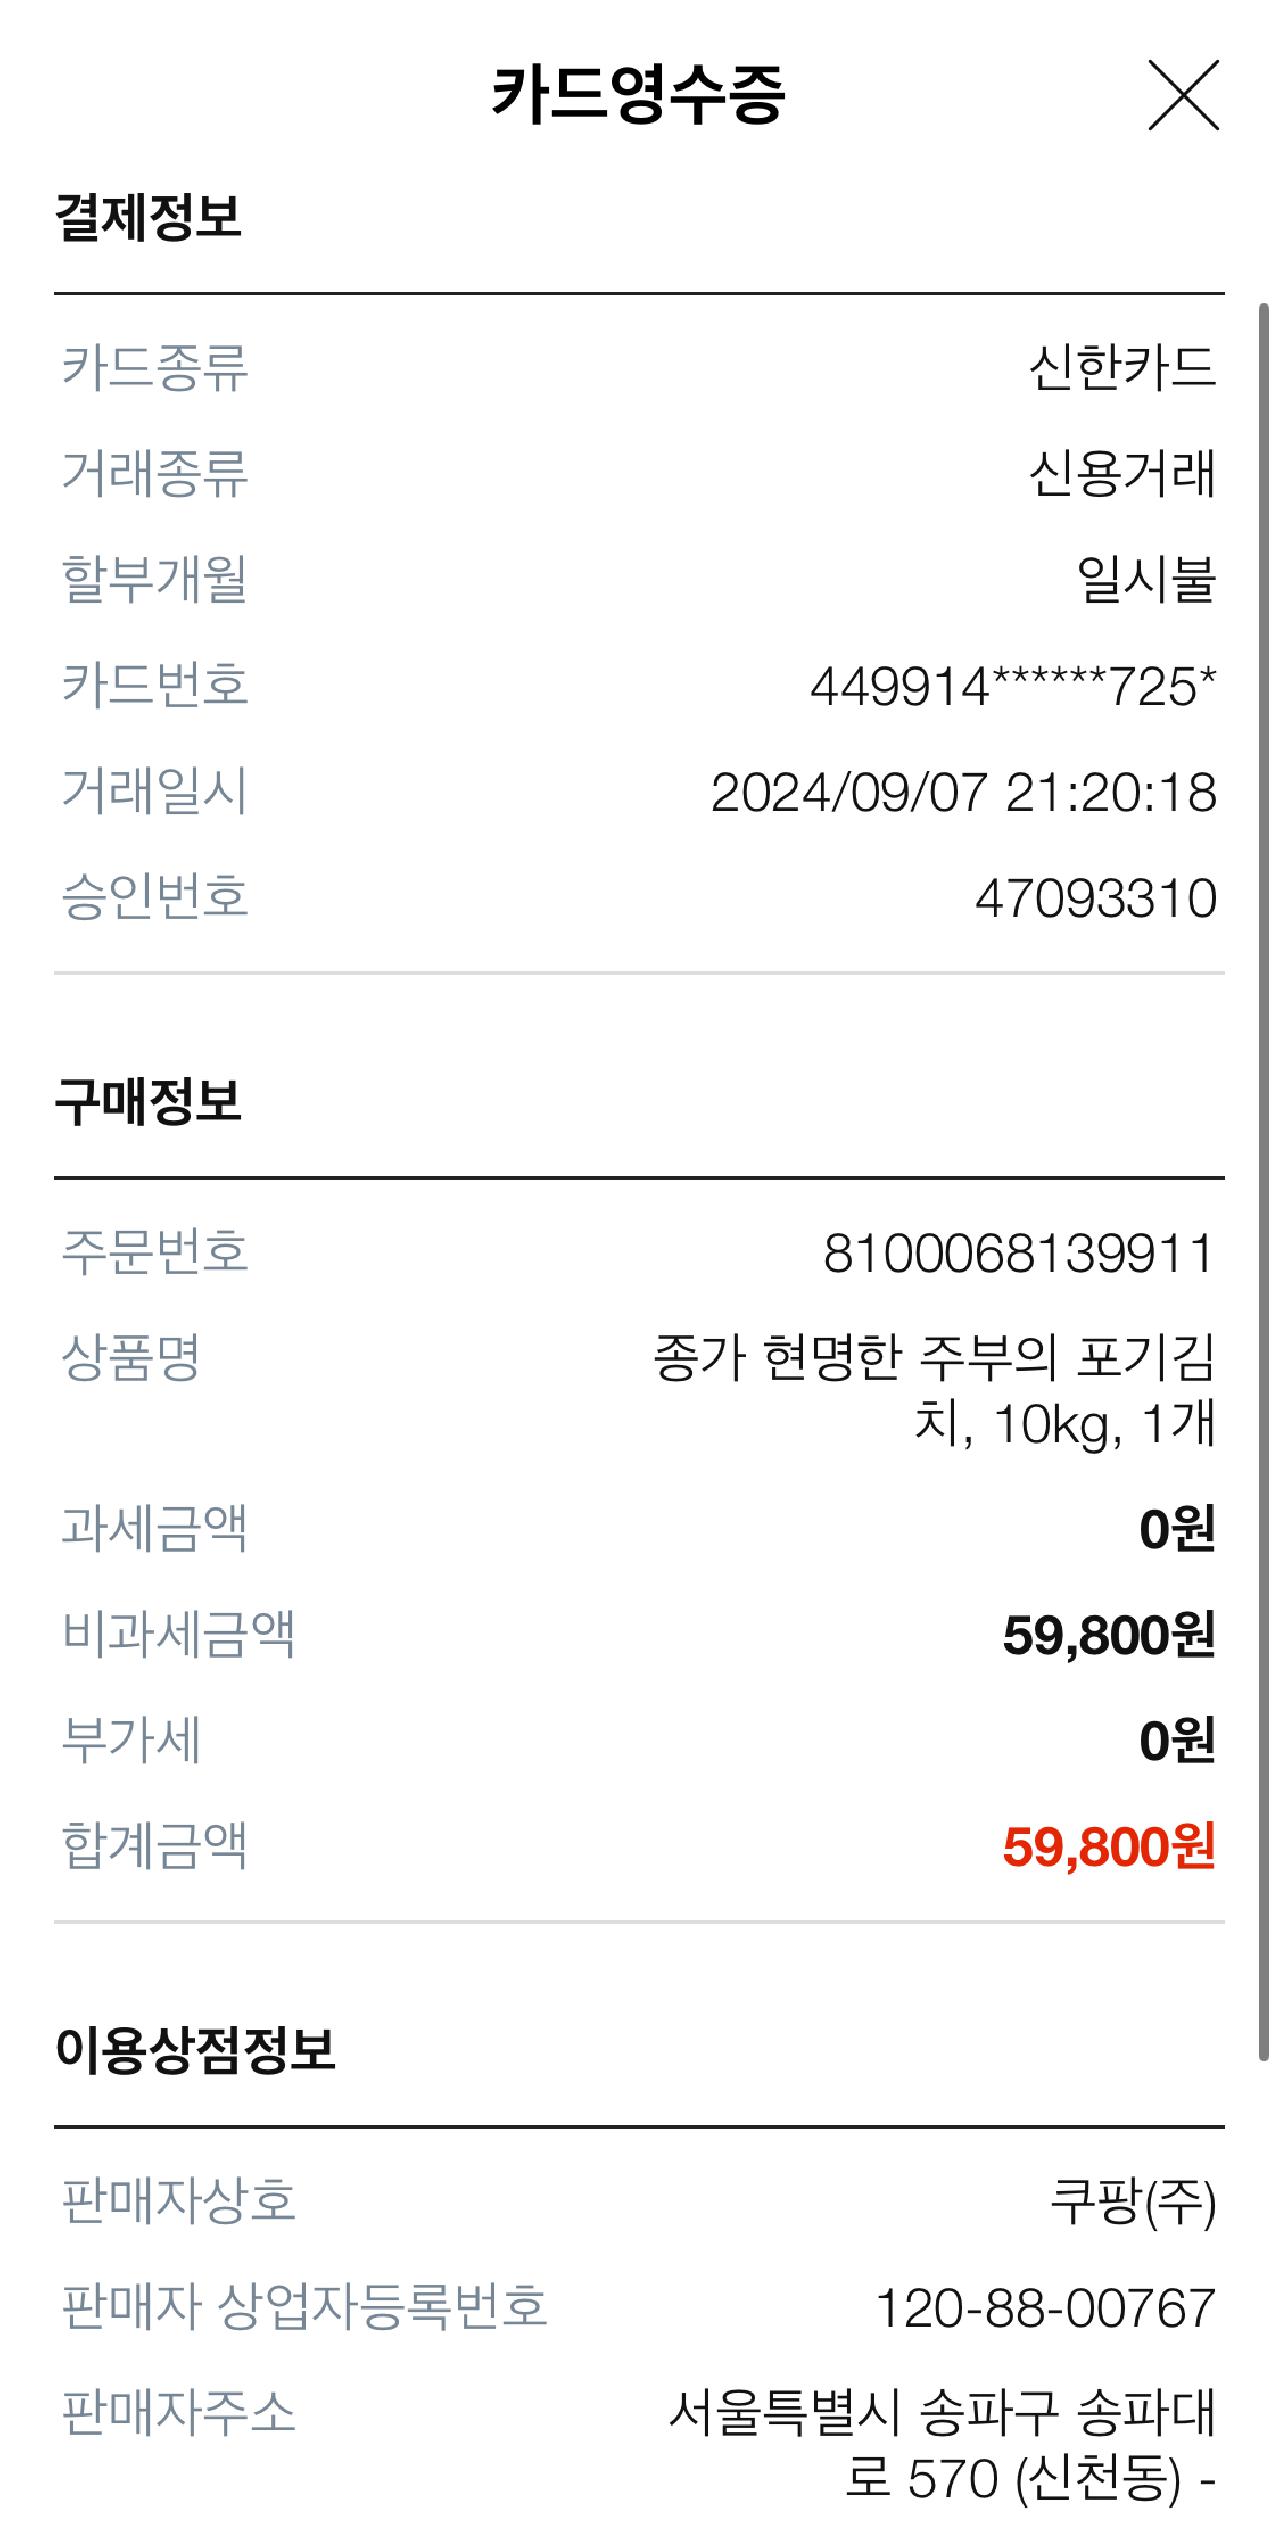 카드영수증
결제정보
카드종류 신한카드
거래종류 신용거래
할부개월 일시불
카드번호 449914******725*
거래일시 2024/09/07 21:20:18
승인번호 47093310
구매정보
주문번호 8100068139911
상품명 종가 현명한 주부의 포기김
치, 10kg, 1개
과세금액 0원
비과세금액 59,800원
부가세 0원
합계금액 59,800원
이용상점정보
판매자상호 쿠팡(주)
판매자 상업자등록번호 120-88-00767
판매자주소 서울특별시 송파구 송파대
로 570 (신천동) -